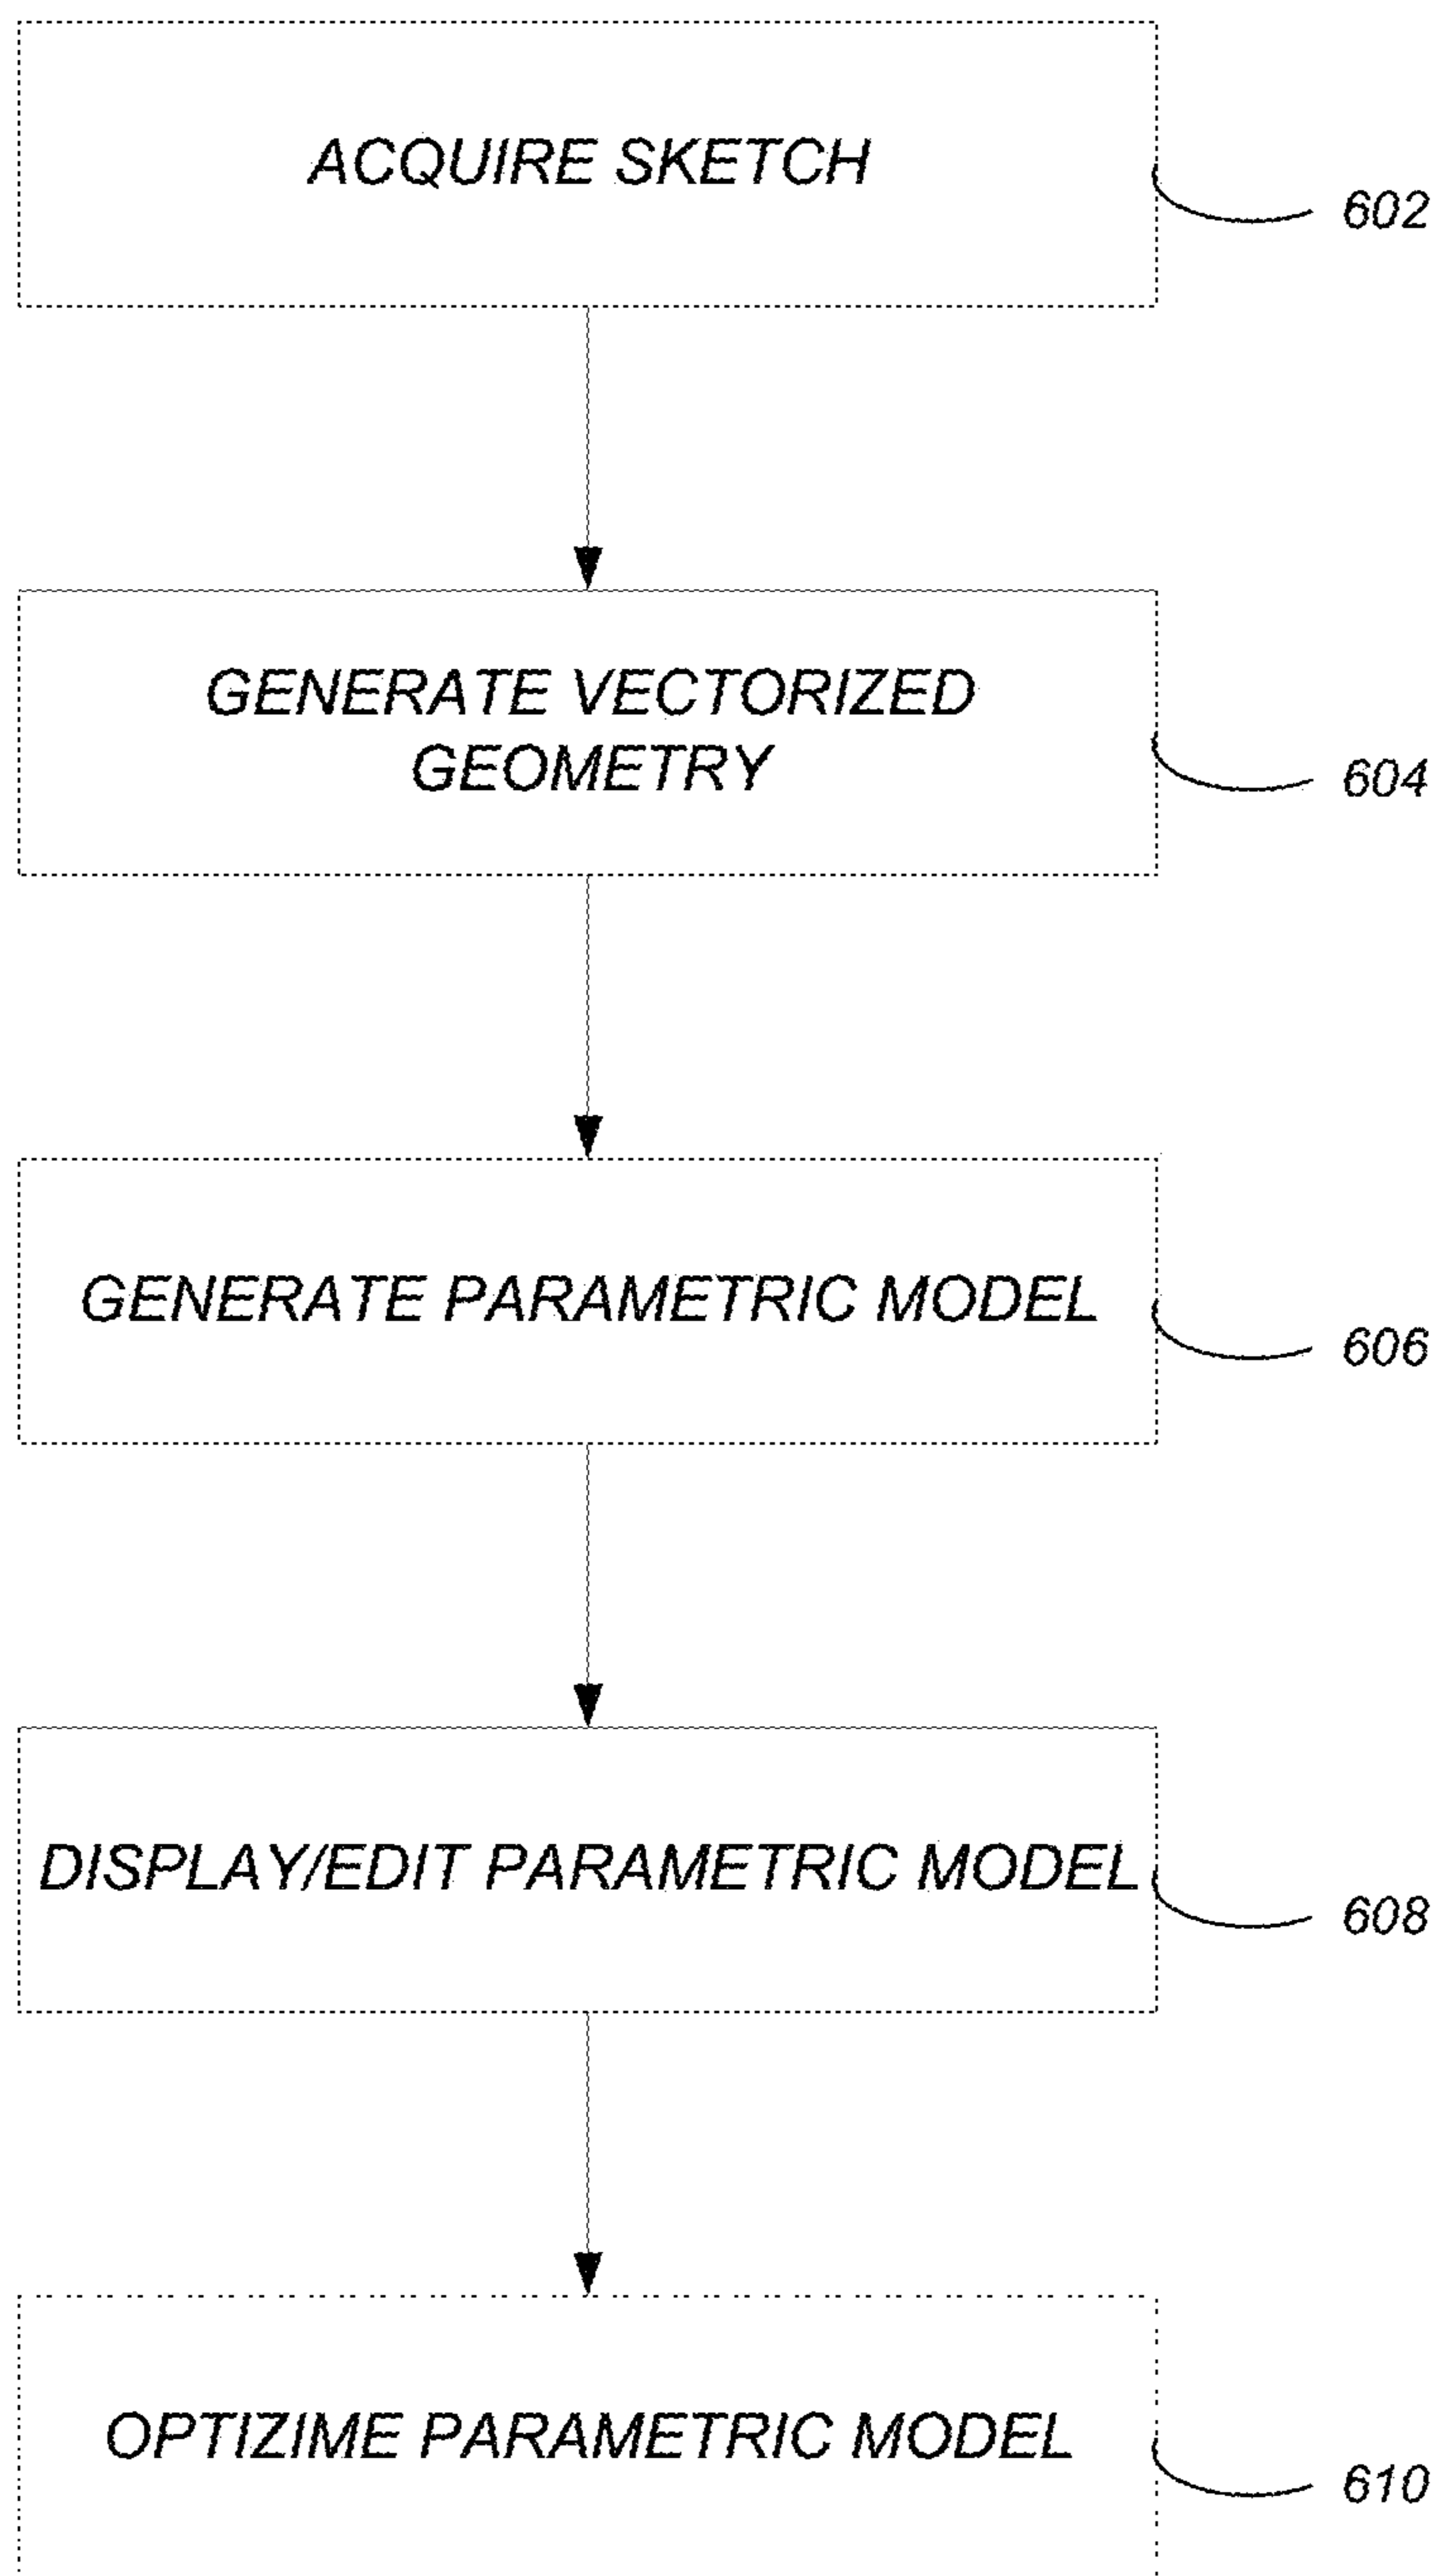 ACQUIRE SKETCH
602
GENERATE VECTORIZED
GEOMETRY
604
GENERATE PARAMETRIC MODEL
606
DISPLAY/EDIT PARAMETRIC MODEL
608
OPTIZIME PARAMETRIC MODEL
610